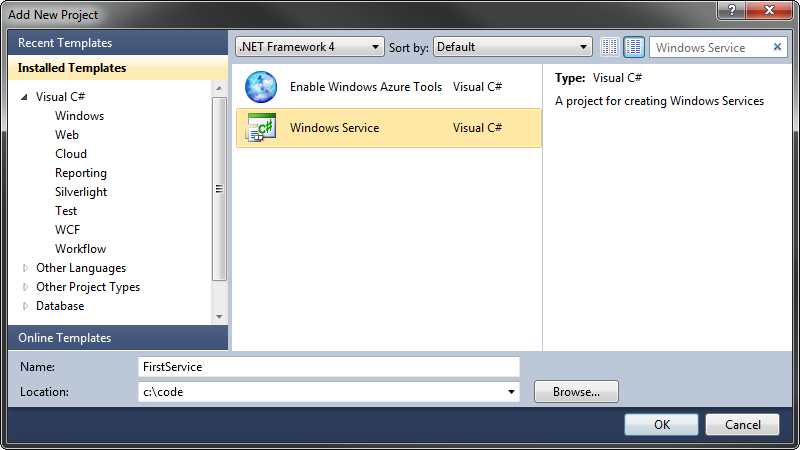 Add New Project
?
Recent Templates
Installed Templates
Visual C#
Windows
Web
Cloud
Reporting
Silverlight
Test
WCF
Workflow
Other Languages
Other Project Types
Database
Online Templates
.NET Framework 4
Sort by: Default
Windows Service
Enable Windows Azure Tools Visual C#
C# Windows Service Visual C#
Type: Visual C#
A project for creating Windows Services
Name: FirstService
Location: c:\code
Browse...
OK
Cancel